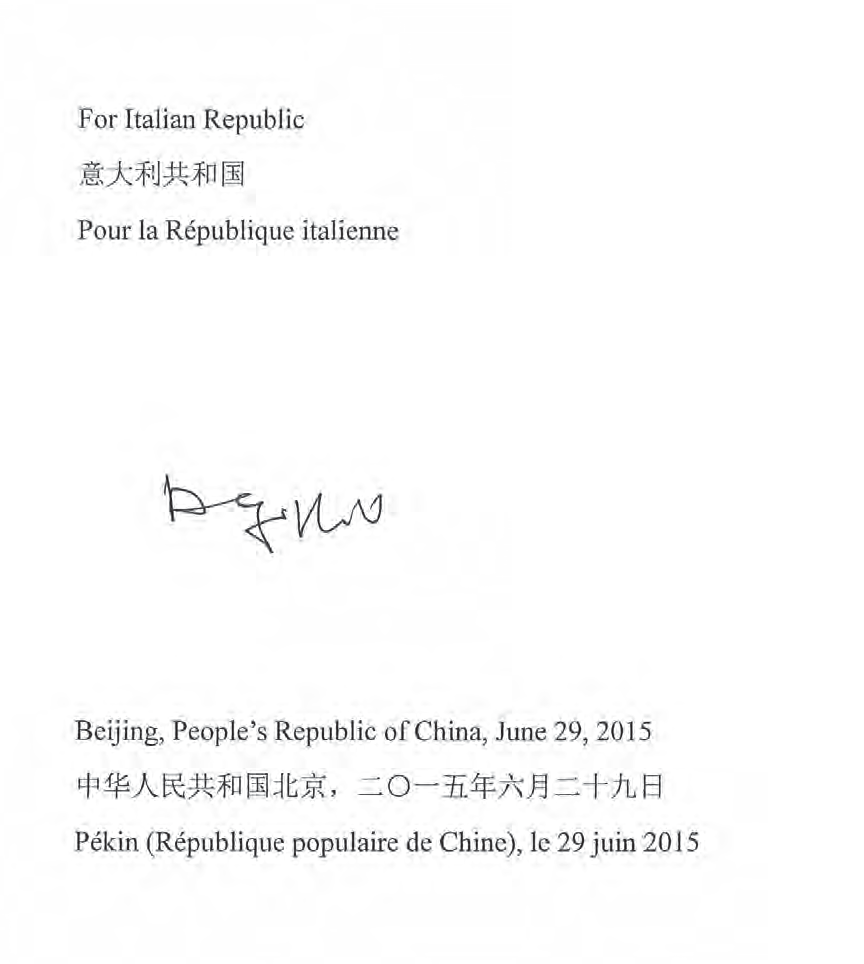 For Italian Republic
意大利共和国
Pour la République italienne
Beijing, People's Republic of China, June 29, 2015
中华人民共和国北京，二〇一五年六月二十九日
Pékin (République populaire de Chine), le 29 juin 2015